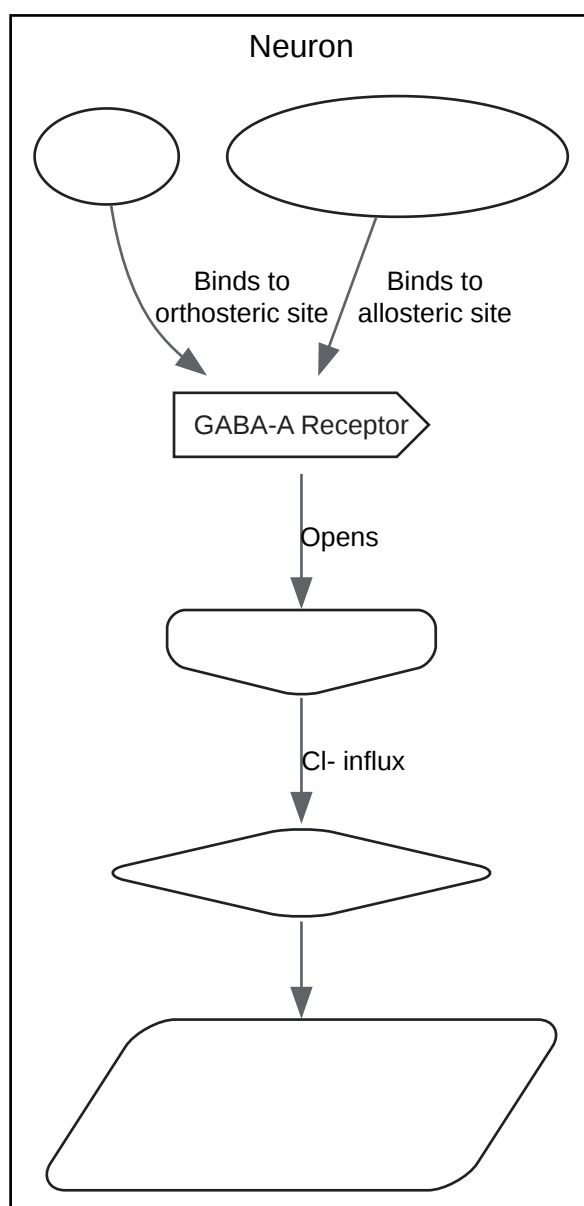 Neuron
Binds to
orthosteric site
Binds to
allosteric site
GABA-A Receptor
Opens
Cl- influx